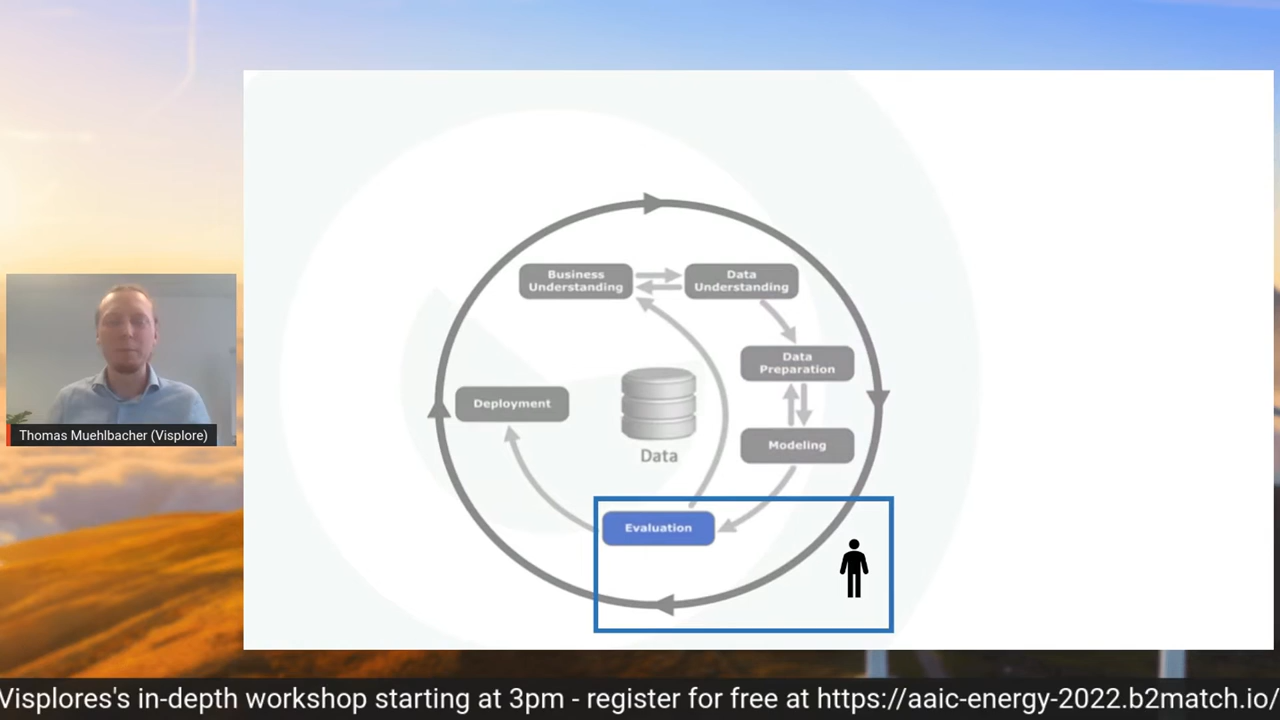 Business
Understanding
Data
Understanding
Data
Preparation
Deployment
Modeling
Data
Evaluation
Thomas Muehlbacher (Visplore)
Visplores's in-depth workshop starting at 3pm - register for free at https://aaic-energy-2022.b2match.io/